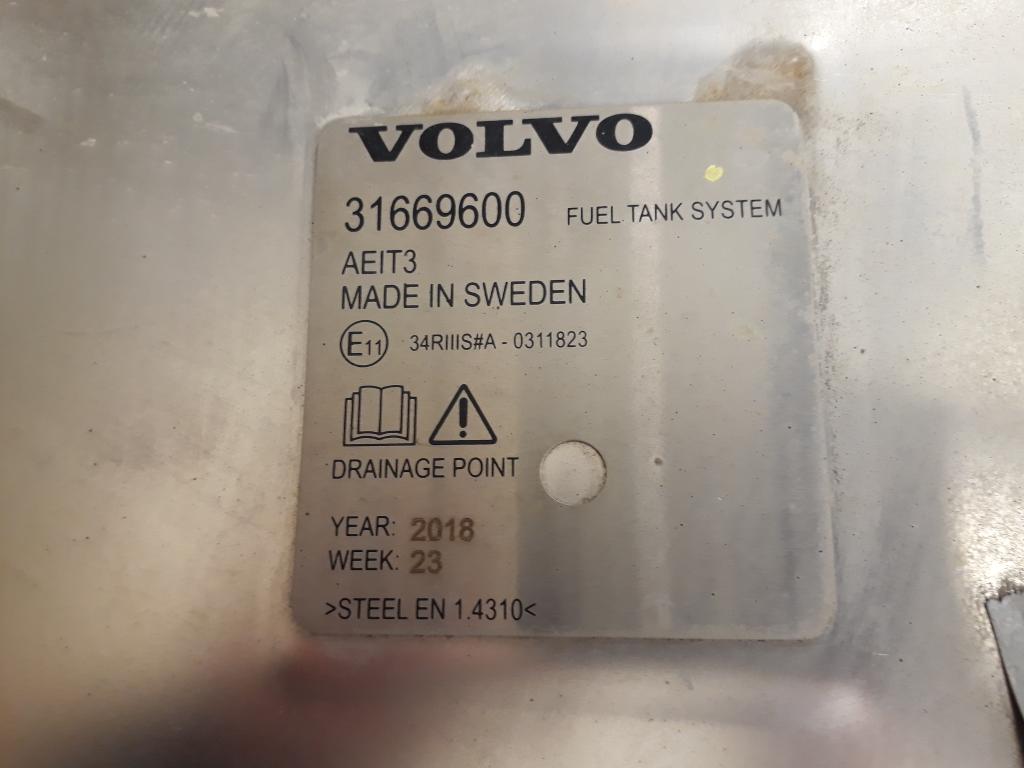 VOLVO
31669600 FUEL TANK SYSTEM
AEIT3
MADE IN SWEDEN
E11 34RIIIS#A - 0311823
DRAINAGE POINT
YEAR: 2018
WEEK: 23
>STEEL EN 1.4310<